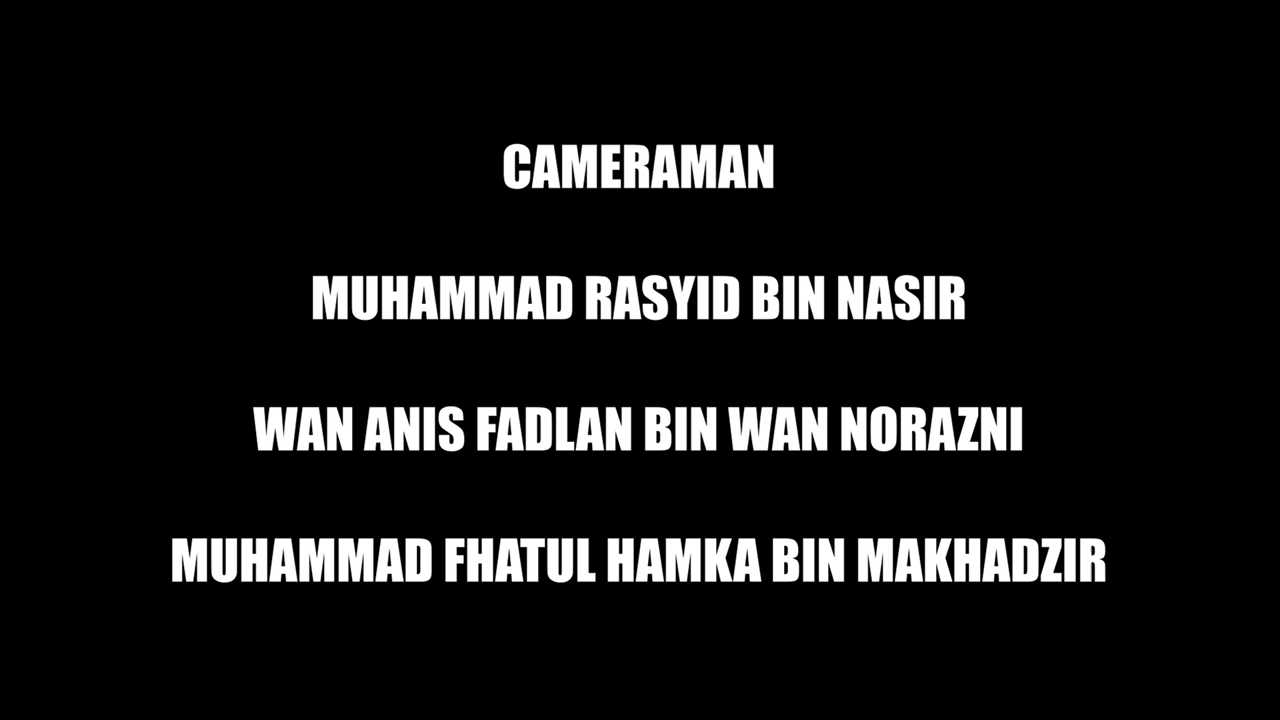 CAMERAMAN
MUHAMMAD RASYID BIN NASIR
WAN ANIS FADLAN BIN WAN NORAZNI
MUHAMMAD FHATUL HAMKA BIN MAKHADZIR